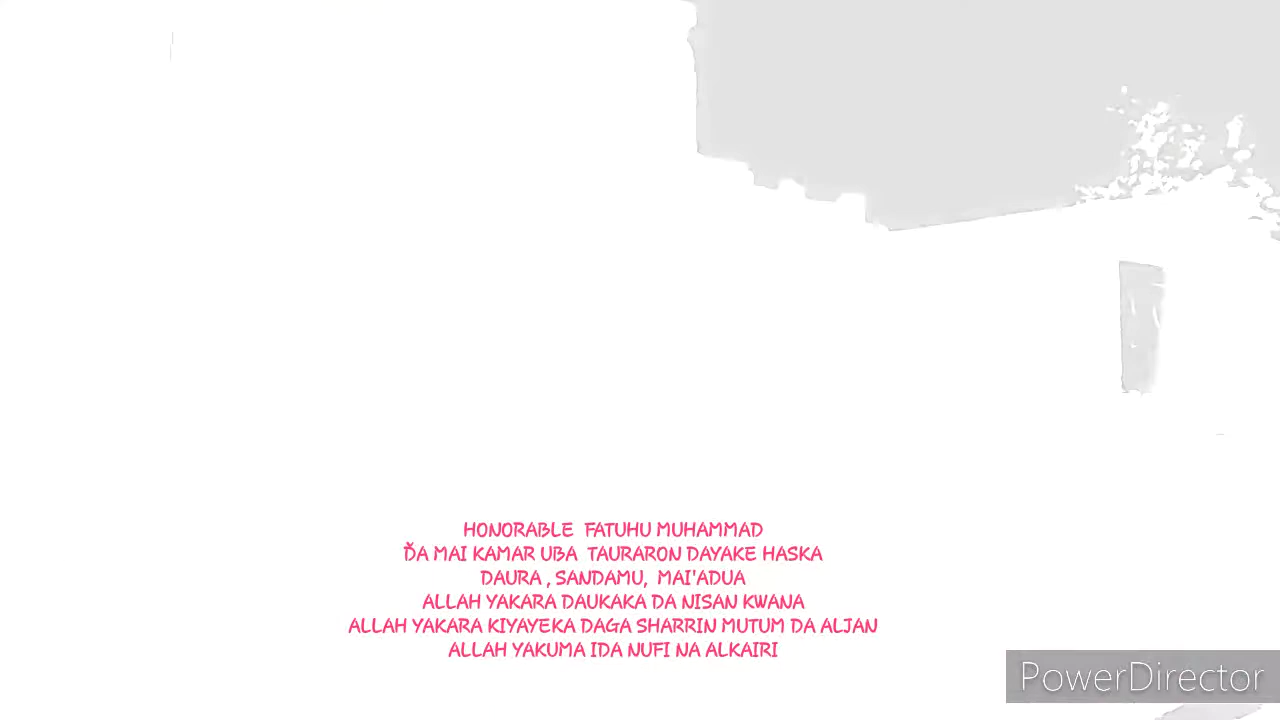 HONORABLE FATUHU MUHAMMAD
ĎA MAI KAMAR UBA TAURARON DAYAKE HASKA
DAURA , SANDAMU, MAI'ADUA
ALLAH YAKARA DAUKAKA DA NISAN KWANA
ALLAH YAKARA KIYAYEKA DAGA SHARRIN MUTUM DA ALJAN
ALLAH YAKUMA IDA NUFI NA ALKAIRI
PowerDirector